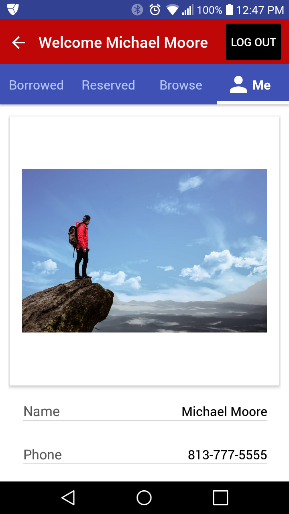 100% 12:47 PM
Welcome Michael Moore LOG OUT
Borrowed Reserved Browse Me
Name Michael Moore
Phone 813-777-5555